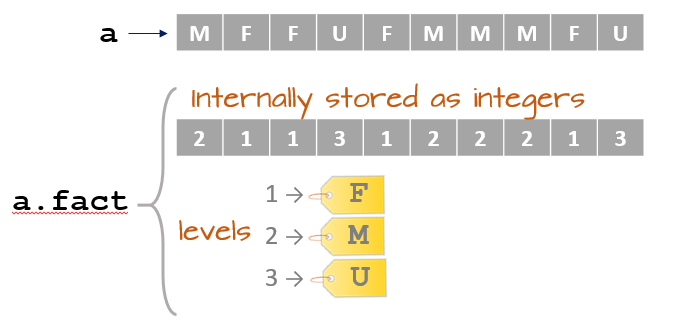 a → M F F U F M M M F U
Internally stored as integers
2 1 1 3 1 2 2 2 1 3
a.fact
levels
1 → F
2 → M
3 → U